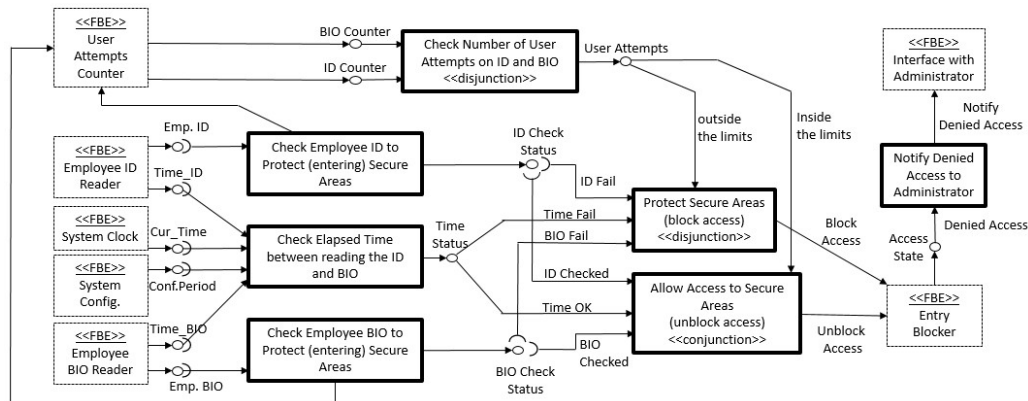 <<FBE>>
User
Attempts
Counter
BIO Counter
ID Counter
Check Number of User
Attempts on ID and BIO
<<disjunction>>
User Attempts
outside
the limits
Inside
the limits
<<FBE>>
Interface with
Administrator
Notify
Denied Access
Notify Denied
Access to
Administrator
Denied Access
Access
State
<<FBE>>
Employee ID
Reader
Emp. ID
Time_ID
Check Employee ID to
Protect (entering) Secure
Areas
ID Check
Status
ID Fail
Time Fail
BIO Fail
Protect Secure Areas
(block access)
<<disjunction>>
Block
Access
<<FBE>>
System Clock
Cur_Time
<<FBE>>
System
Config.
Conf.Period
Check Elapsed Time
between reading the ID
and BIO
Time
Status
ID Checked
Time OK
BIO
Checked
Allow Access to Secure
Areas
(unblock access)
<<conjunction>>
Unblock
Access
<<FBE>>
Entry
Blocker
<<FBE>>
Employee
BIO Reader
Time_BIO
Emp. BIO
Check Employee BIO to
Protect (entering) Secure
Areas
BIO Check
Status